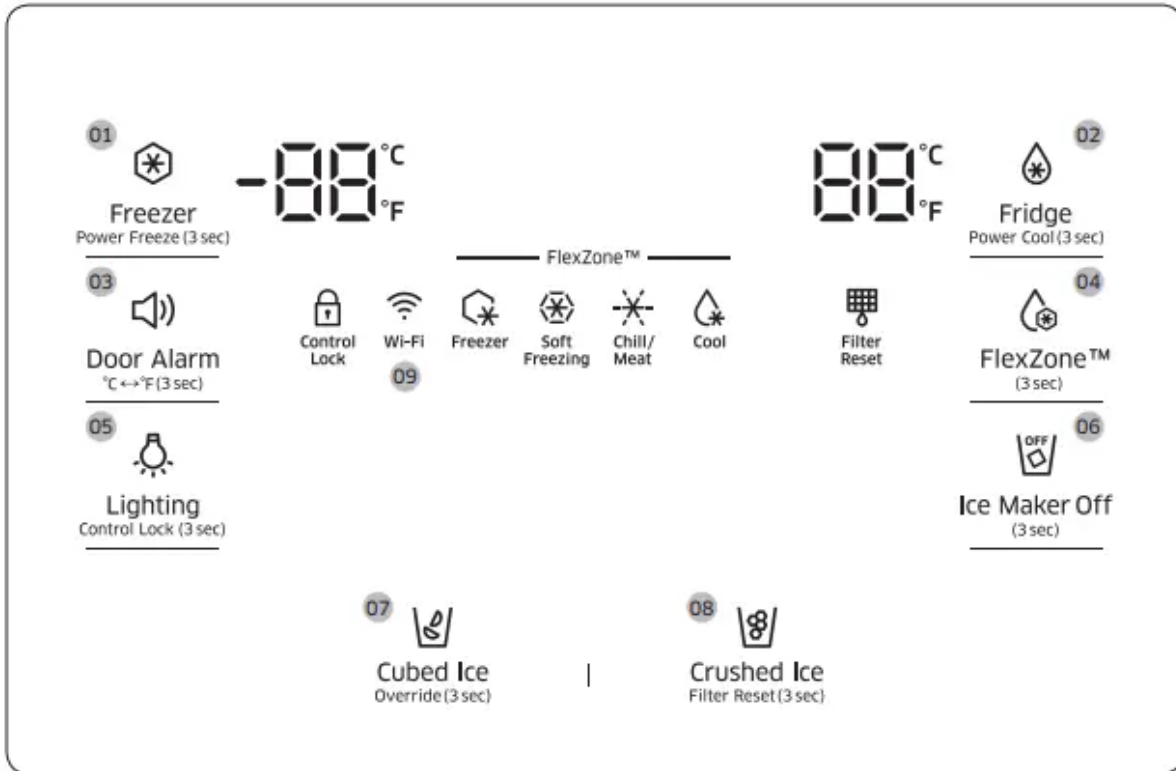 01
Freezer
Power Freeze (3 sec)
-88 °C °F
88 °C °F
02
Fridge
Power Cool (3 sec)
FlexZone™
03
Door Alarm
°C ↔ °F (3 sec)
Control Lock
Wi-Fi
09
Freezer
Soft Freezing
Chill/ Meat
Cool
Filter Reset
04
FlexZone™
(3 sec)
05
Lighting
Control Lock (3 sec)
06
OFF
Ice Maker Off
(3 sec)
07
Cubed Ice
Override (3 sec)
08
Crushed Ice
Filter Reset (3 sec)